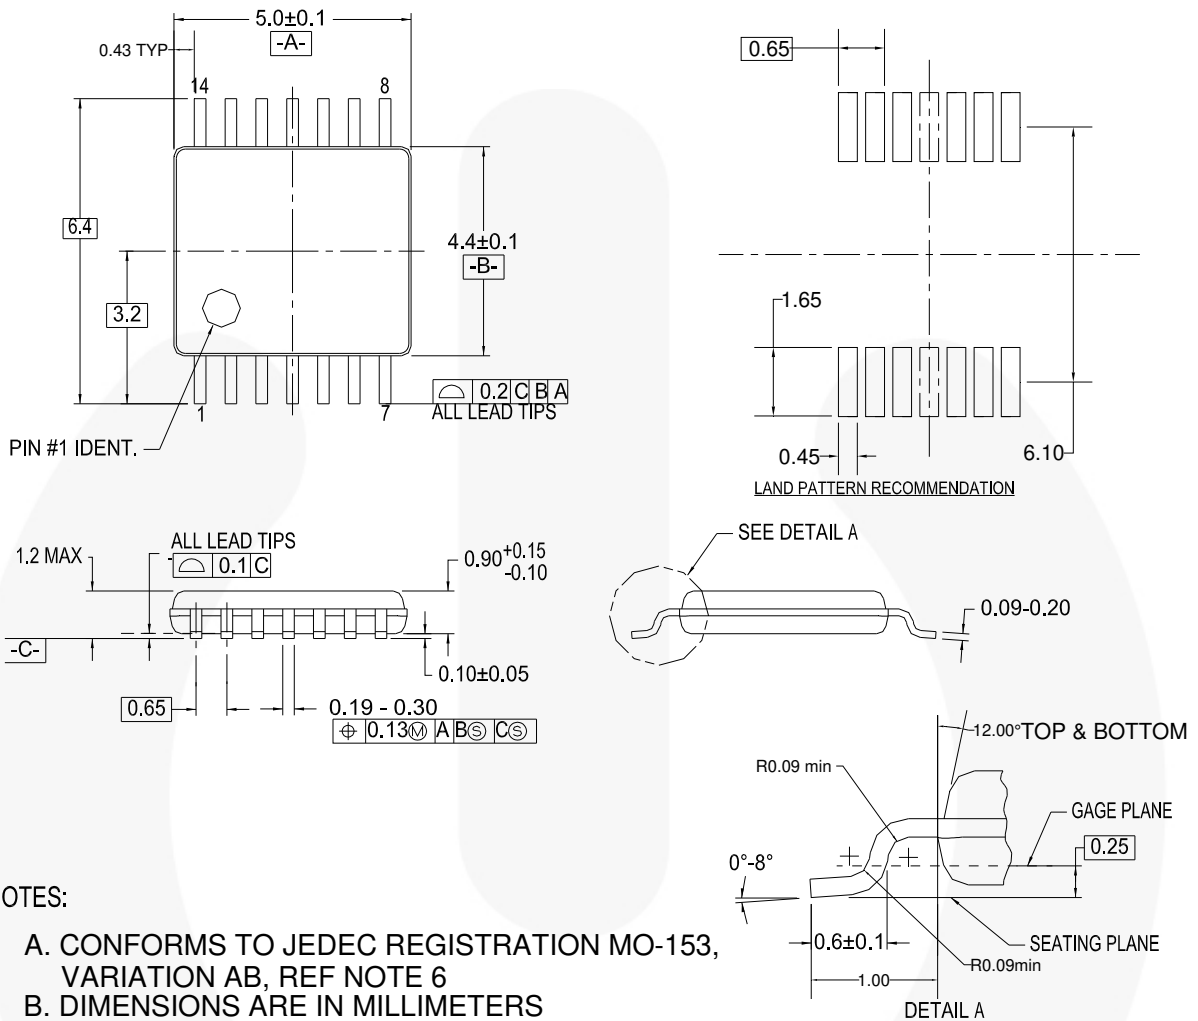 5.0±0.1
-A-
0.43 TYP
14
8
6.4
3.2
4.4±0.1
-B-
0.2 C B A
ALL LEAD TIPS
1
7
PIN #1 IDENT.
0.65
1.65
0.45
6.10
LAND PATTERN RECOMMENDATION
1.2 MAX
ALL LEAD TIPS
0.1 C
0.90 +0.15 -0.10
-C-
0.10±0.05
0.65
0.19 - 0.30
0.13Ⓜ A BⓈ CⓈ
SEE DETAIL A
0.09-0.20
12.00° TOP & BOTTOM
R0.09 min
GAGE PLANE
0.25
0°-8°
0.6±0.1
SEATING PLANE
R0.09min
1.00
DETAIL A
OTES:
A. CONFORMS TO JEDEC REGISTRATION MO-153,
VARIATION AB, REF NOTE 6
B. DIMENSIONS ARE IN MILLIMETERS